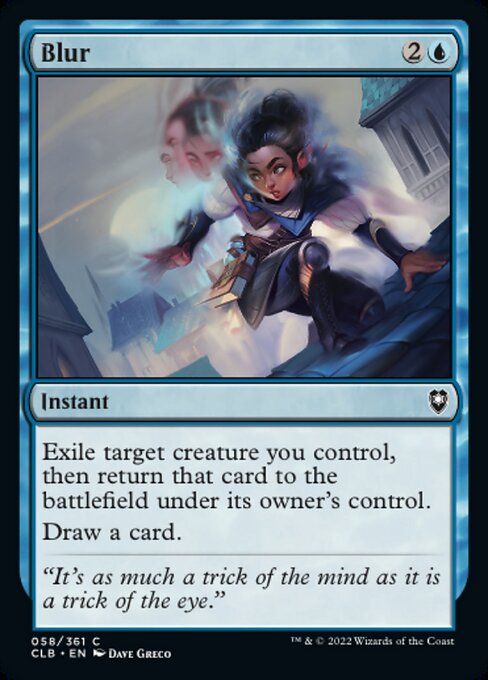 Blur 2
Instant
Exile target creature you control,
then return that card to the
battlefield under its owner's control.
Draw a card.
"It's as much a trick of the mind as it is
a trick of the eye."
058/361 C
™ & © 2022 Wizards of the Coast
CLB • EN Dave Greco